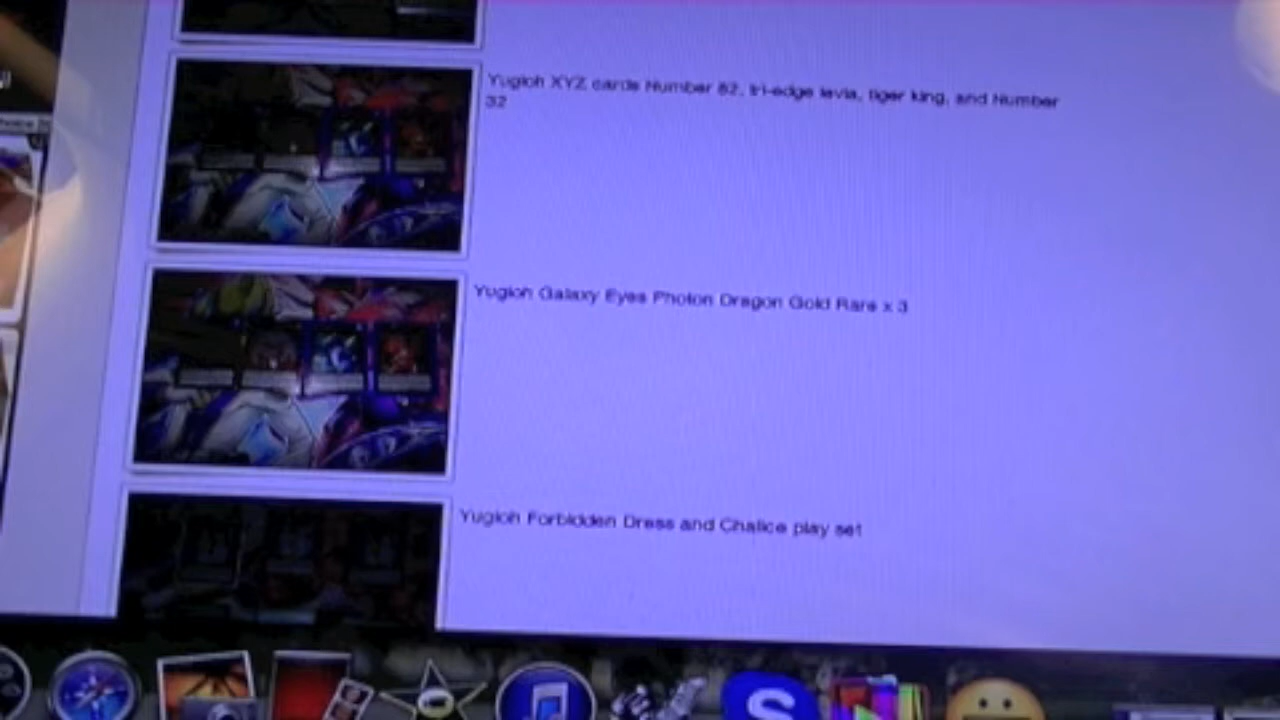 Yugioh XYZ cards Number 82, tri-edge levia, tiger king, and Number
32
Yugioh Galaxy Eyes Photon Dragon Gold Rare x 3
Yugioh Forbidden Dress and Chalice play set